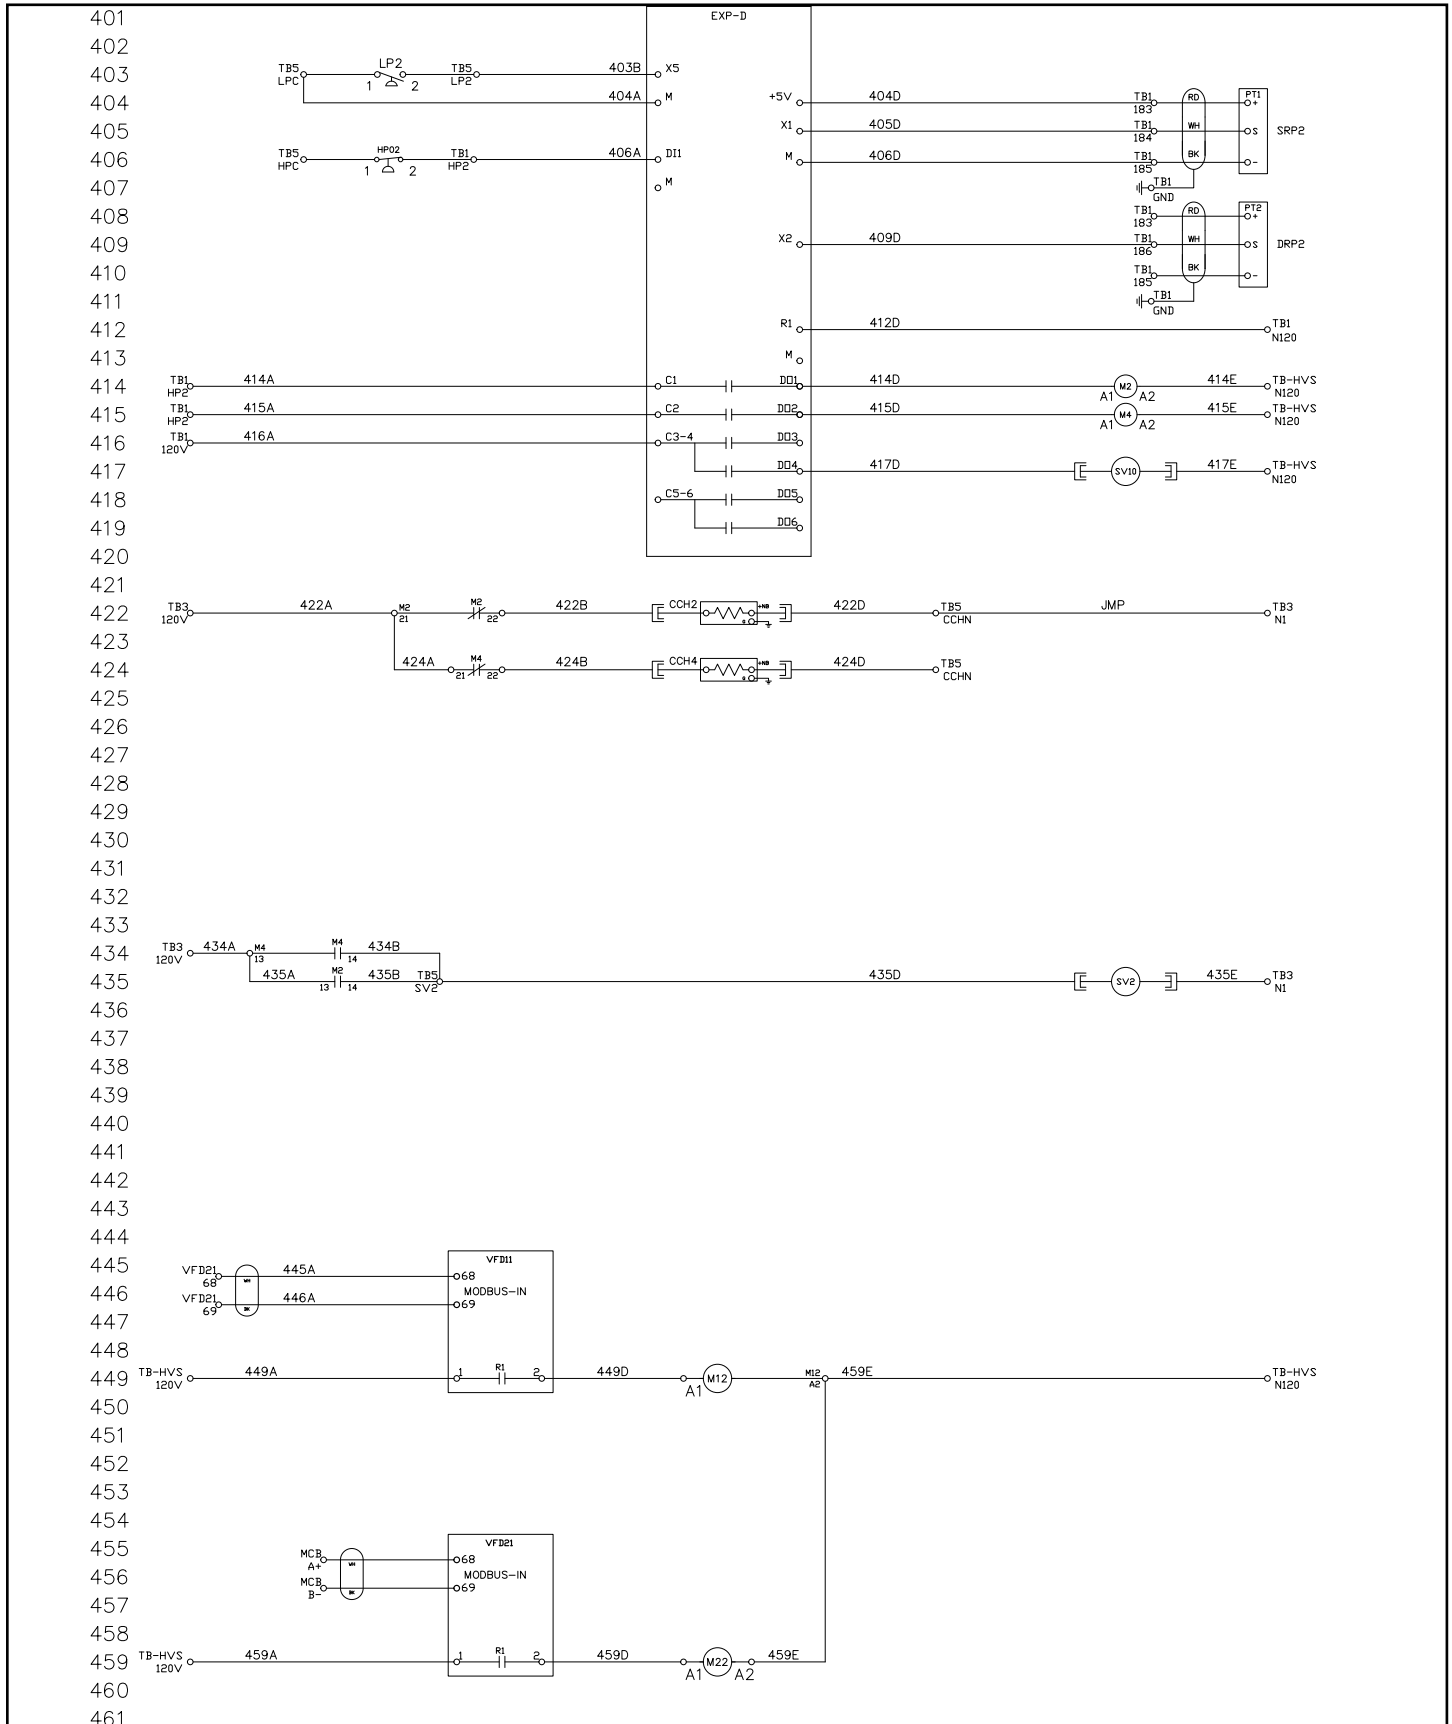 401 EXP-D
402
403 TB5 LPC LP2 1 2 TB5 LP2 403B X5
404 404A M +5V 404D TB1 183 RD PT1 +
405 X1 405D TB1 184 WH S SRP2
406 TB5 HPC HP02 1 2 TB1 HP2 406A DI1 M 406D TB1 185 BK -
407 M TB1 GND
408 TB1 183 RD PT2 +
409 X2 409D TB1 186 WH S DRP2
410 TB1 185 BK -
411 TB1 GND
412 R1 412D TB1 N120
413 M
414 TB1 HP2 414A C1 DO1 414D A1 M2 A2 414E TB-HVS N120
415 TB1 HP2 415A C2 DO2 415D A1 M4 A2 415E TB-HVS N120
416 TB1 120V 416A C3-4 DO3
417 DO4 417D SV10 417E TB-HVS N120
418 C5-6 DO5
419 DO6
420
421
422 TB3 120V 422A M2 21 M2 22 422B CCH2 +NB G 422D TB5 CCHN JMP TB3 N1
423
424 424A 21 M4 22 424B CCH4 +NB G 424D TB5 CCHN
425
426
427
428
429
430
431
432
433
434 TB3 120V 434A M4 13 M4 14 434B
435 435A 13 M2 14 435B TB5 SV2 435D SV2 435E TB3 N1
436
437
438
439
440
441
442
443
444
445 VFD21 68 WH 445A VFD11 68
446 VFD21 69 BK 446A MODBUS-IN 69
447
448
449 TB-HVS 120V 449A 1 R1 2 449D A1 M12 M12 A2 459E TB-HVS N120
450
451
452
453
454
455 MCB A+ WH VFD21 68
456 MCB B- BK MODBUS-IN 69
457
458
459 TB-HVS 120V 459A 1 R1 2 459D A1 M22 A2 459E
460
461